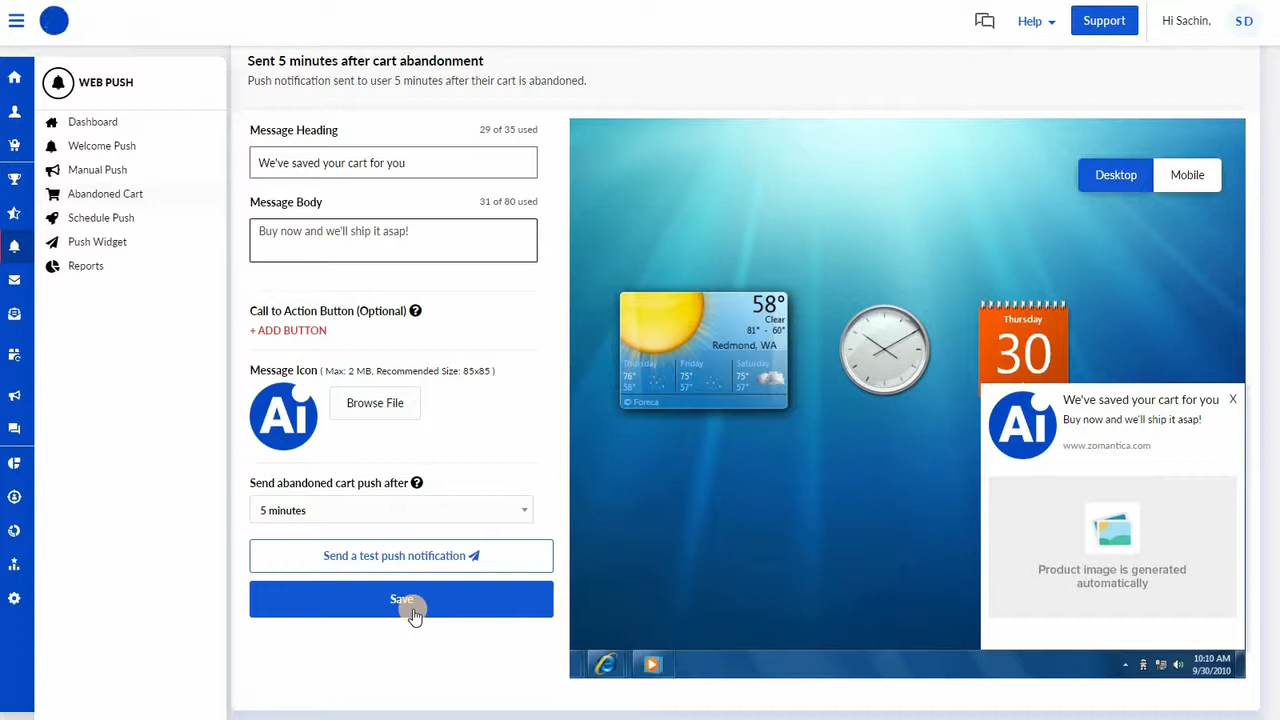 Help
Support
Hi Sachin,
S D
WEB PUSH
Dashboard
Welcome Push
Manual Push
Abandoned Cart
Schedule Push
Push Widget
Reports
Sent 5 minutes after cart abandonment
Push notification sent to user 5 minutes after their cart is abandoned.
Message Heading
29 of 35 used
We've saved your cart for you
Message Body
31 of 80 used
Buy now and we'll ship it asap!
Call to Action Button (Optional) ?
+ ADD BUTTON
Message Icon ( Max: 2 MB, Recommended Size: 85x85 )
Ai
Browse File
Send abandoned cart push after ?
5 minutes
Send a test push notification
Save
Desktop
Mobile
58°
Clear
81° - 60°
Redmond, WA
Thursday Friday Saturday
76° 75° 75°
58° 57° 57°
© Foreca
Thursday
30
Ai
We've saved your cart for you X
Buy now and we'll ship it asap!
www.zomantica.com
Product image is generated
automatically
10:10 AM
9/30/2010